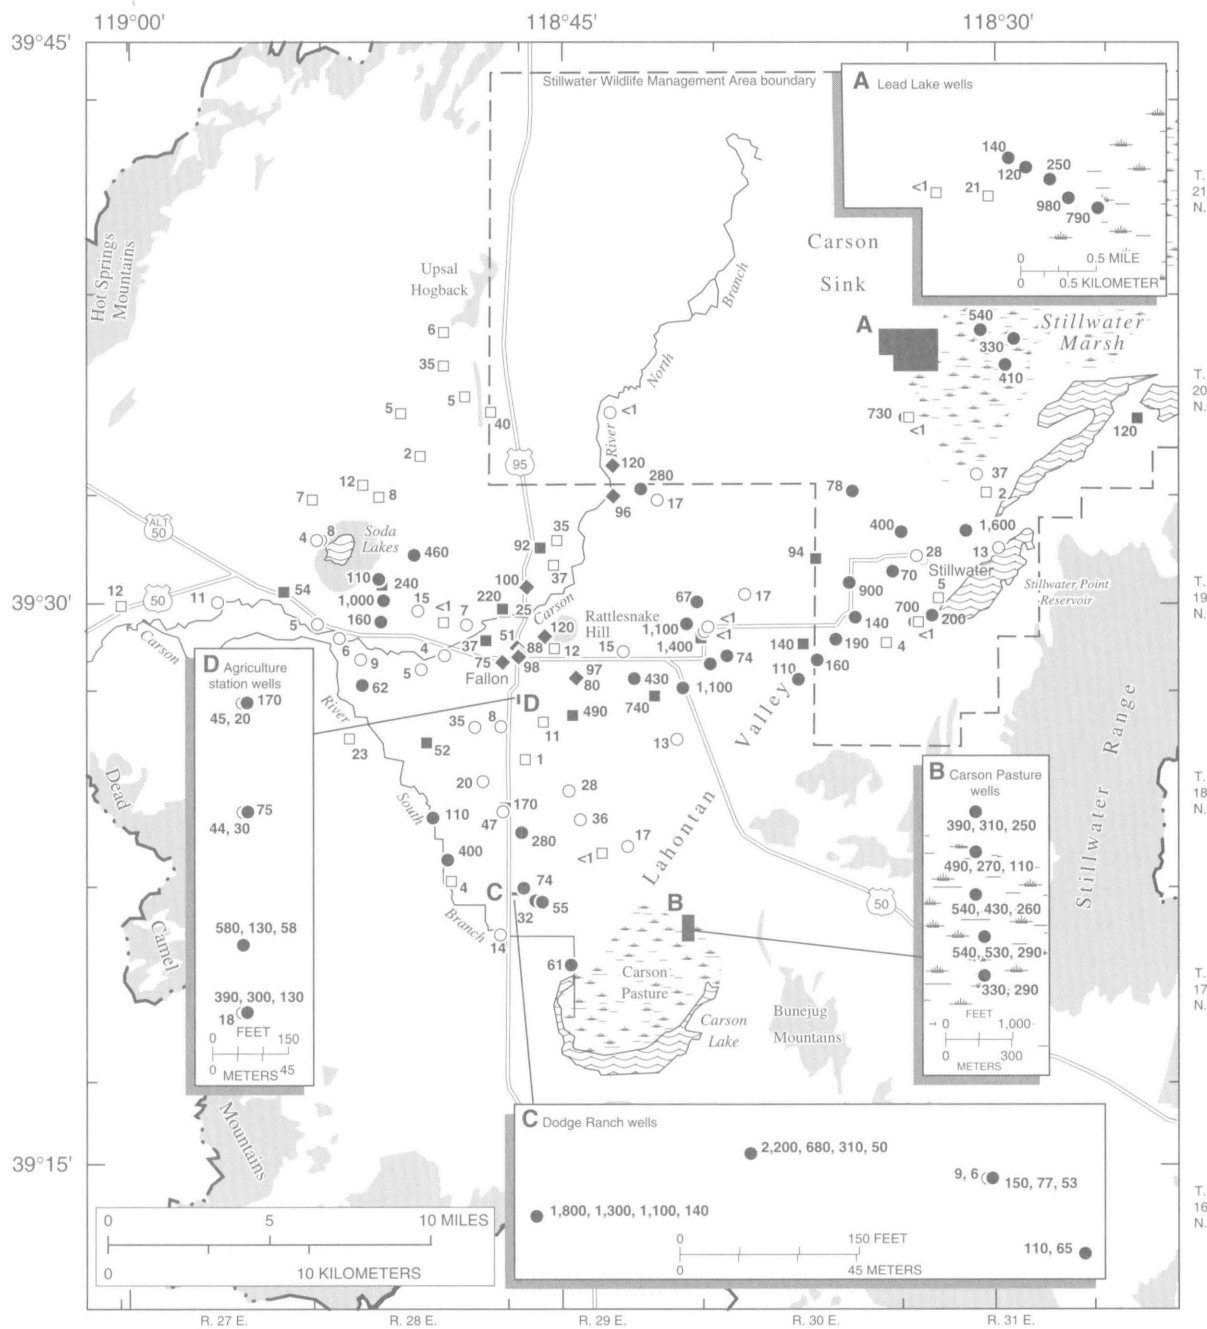 119°00'
118°45'
118°30'
39°45'
Stillwater Wildlife Management Area boundary
A Lead Lake wells
140
120
250
<1
21
980
790
0 0.5 MILE
0 0.5 KILOMETER
T.
21
N.
Hot Springs
Mountains
Upsal
Hogback
Carson
Sink
Branch
North
River
A
540
330
410
Stillwater
Marsh
T.
20
N.
6
35
5
5
40
<1
730
<1
120
2
95
120
280
96
17
37
2
12
7
8
78
ALT
50
4
8
Soda
Lakes
460
92
35
37
94
400
1,600
28
13
Stillwater
70
900
Stillwater Point
Reservoir
T.
19
N.
39°30'
12
50
11
54
110
240
1,000
160
15
<1
7
220
100
25
Carson
Rattlesnake
Hill
67
17
5
700
200
<1
140
190
4
1,100
<1
<1
1,400
74
140
160
110
Carson
5
6
9
62
4
5
37
51
88
120
12
15
75
98
Fallon
97
80
430
740
1,100
D Agriculture
station wells
170
45, 20
75
44, 30
580, 130, 58
390, 300, 130
18
FEET
0 150
0 45
METERS
River
23
52
35
8
D
490
11
1
13
Valley
Lahontan
20
28
South
110
170
47
36
280
17
<1
400
4
74
C
32
55
Branch
14
61
B
50
Carson
Pasture
Carson
Lake
Bunejug
Mountains
Stillwater Range
T.
18
N.
B Carson Pasture
wells
390, 310, 250
490, 270, 110
540, 430, 260
540, 530, 290
330, 290
FEET
0 1,000
0 300
METERS
T.
17
N.
Dead
Camel
Mountains
39°15'
C Dodge Ranch wells
2,200, 680, 310, 50
9, 6
150, 77, 53
1,800, 1,300, 1,100, 140
110, 65
0 150 FEET
0 45 METERS
T.
16
N.
0 5 10 MILES
0 10 KILOMETERS
R. 27 E.
R. 28 E.
R. 29 E.
R. 30 E.
R. 31 E.